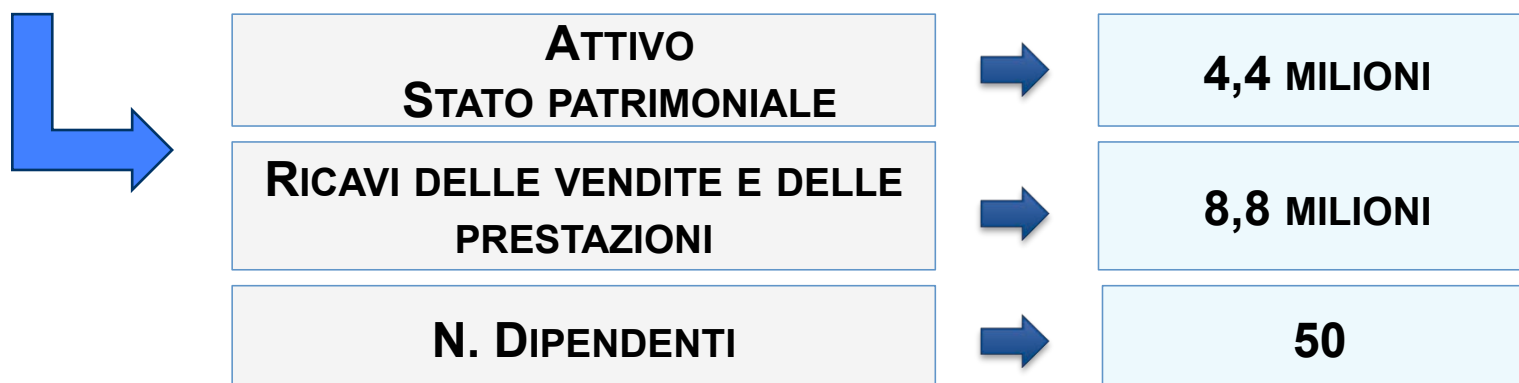 ATTIVO
STATO PATRIMONIALE
4,4 MILIONI
RICAVI DELLE VENDITE E DELLE
PRESTAZIONI
8,8 MILIONI
N. DIPENDENTI
50